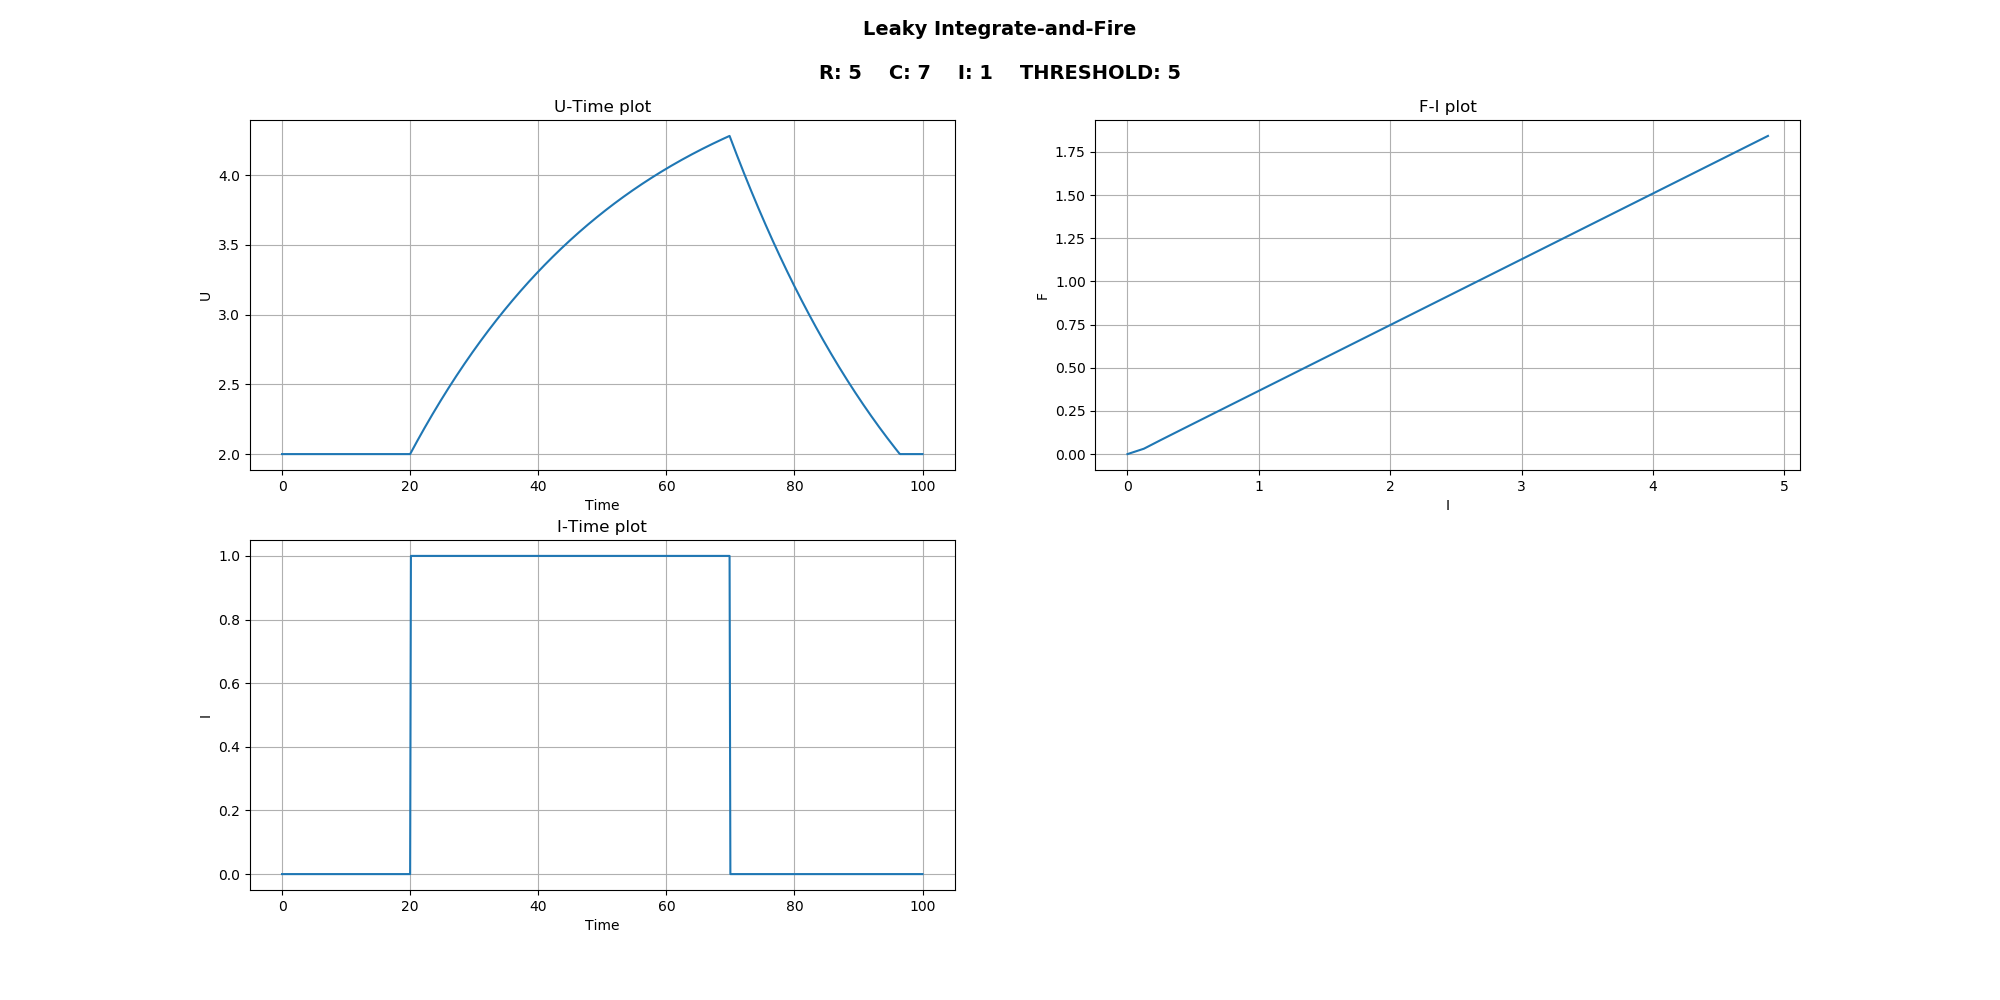 Leaky Integrate-and-Fire
R: 5    C: 7    I: 1    THRESHOLD: 5
U-Time plot
4.0
3.5
3.0
2.5
2.0
U
0 20 40 60 80 100
Time
F-I plot
1.75
1.50
1.25
1.00
0.75
0.50
0.25
0.00
F
0 1 2 3 4 5
I
I-Time plot
1.0
0.8
0.6
0.4
0.2
0.0
I
0 20 40 60 80 100
Time